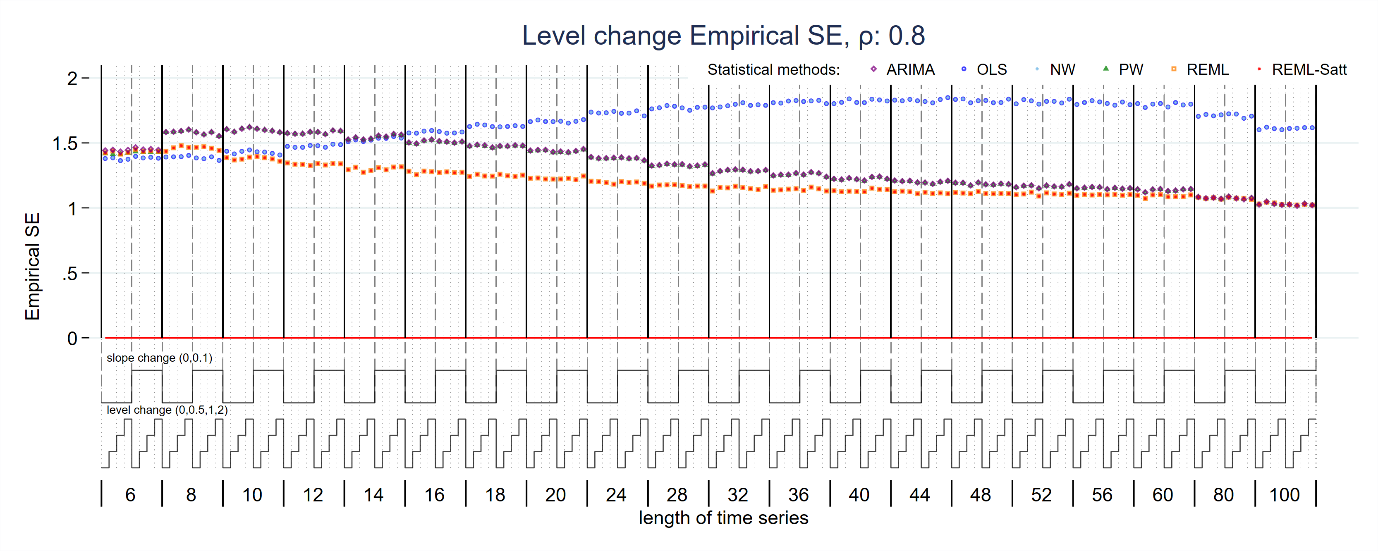 Level change Empirical SE, ρ: 0.8
Statistical methods: ARIMA OLS NW PW REML REML-Satt
2
1.5
1
.5
0
Empirical SE
slope change (0,0.1)
level change (0,0.5,1,2)
6 8 10 12 14 16 18 20 24 28 32 36 40 44 48 52 56 60 80 100
length of time series